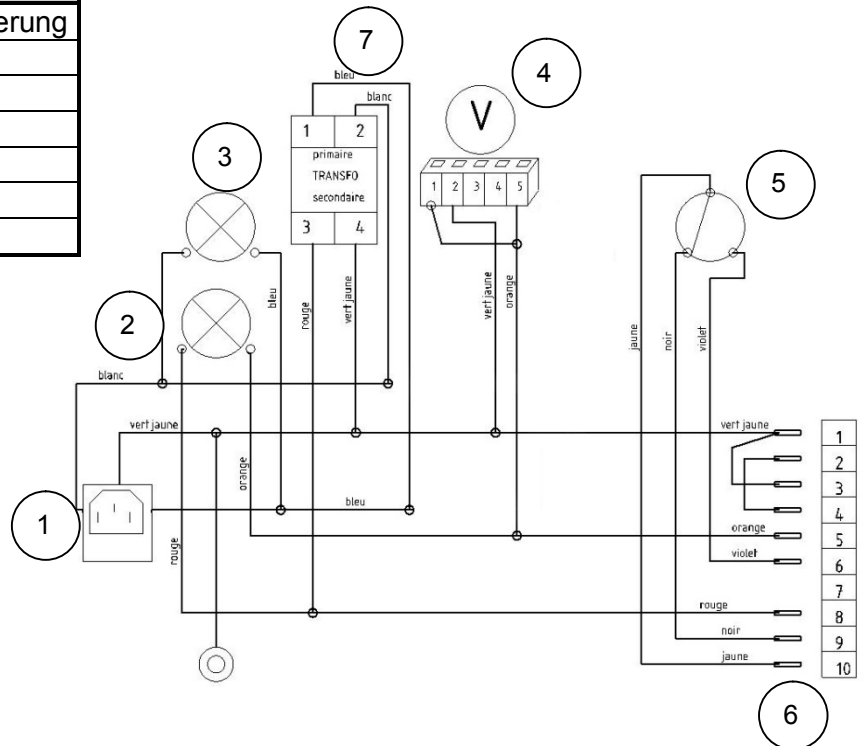 erung
7
4
bleu
blanc
V
1 2
3
primaire
TRANSFO
secondaire
1 2 3 4 5
5
3 4
bleu
rouge
vert jaune
vert jaune
orange
jaune
noir
violet
2
blanc
vert jaune
vert jaune
1
2
orange
3
bleu
4
1
orange
5
rouge
violet
6
7
rouge
8
noir
9
jaune
10
6